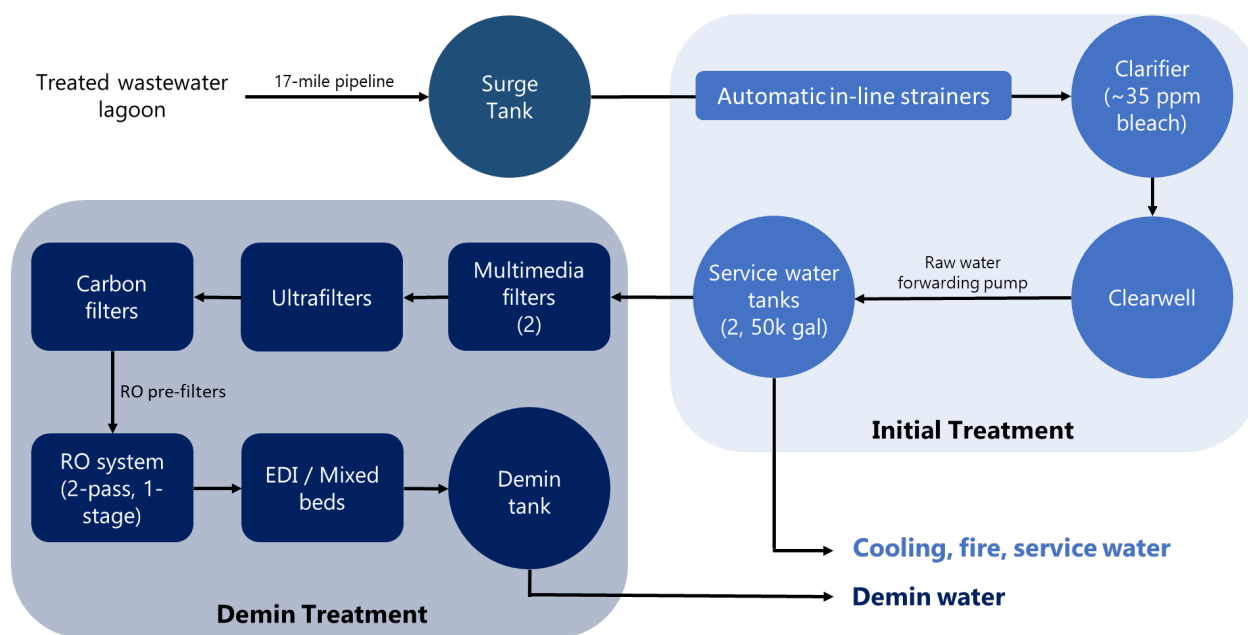 Treated wastewater
lagoon
17-mile pipeline
Surge
Tank
Automatic in-line strainers
Clarifier
(~35 ppm
bleach)
Clearwell
Raw water
forwarding pump
Service water
tanks
(2, 50k gal)
Initial Treatment
Multimedia
filters
(2)
Ultrafilters
Carbon
filters
RO pre-filters
RO system
(2-pass, 1-
stage)
EDI / Mixed
beds
Demin
tank
Demin Treatment
Cooling, fire, service water
Demin water